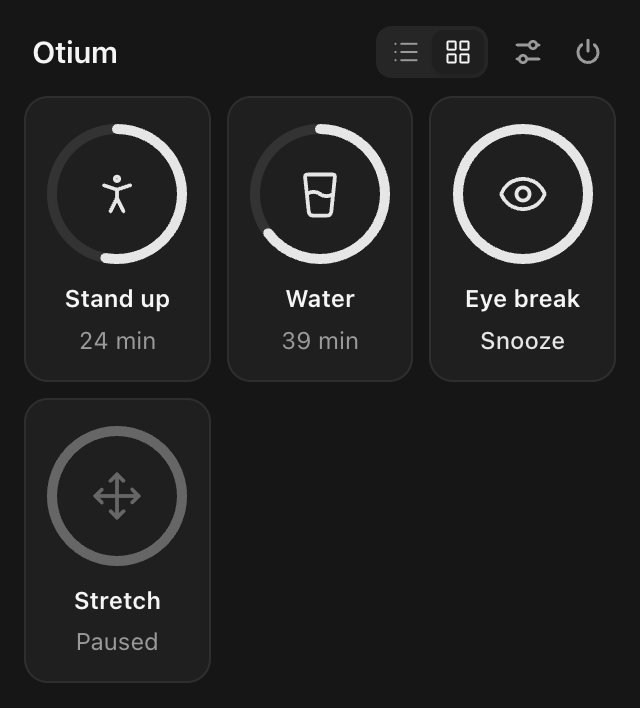 Otium
Stand up
24 min
Water
39 min
Eye break
Snooze
Stretch
Paused